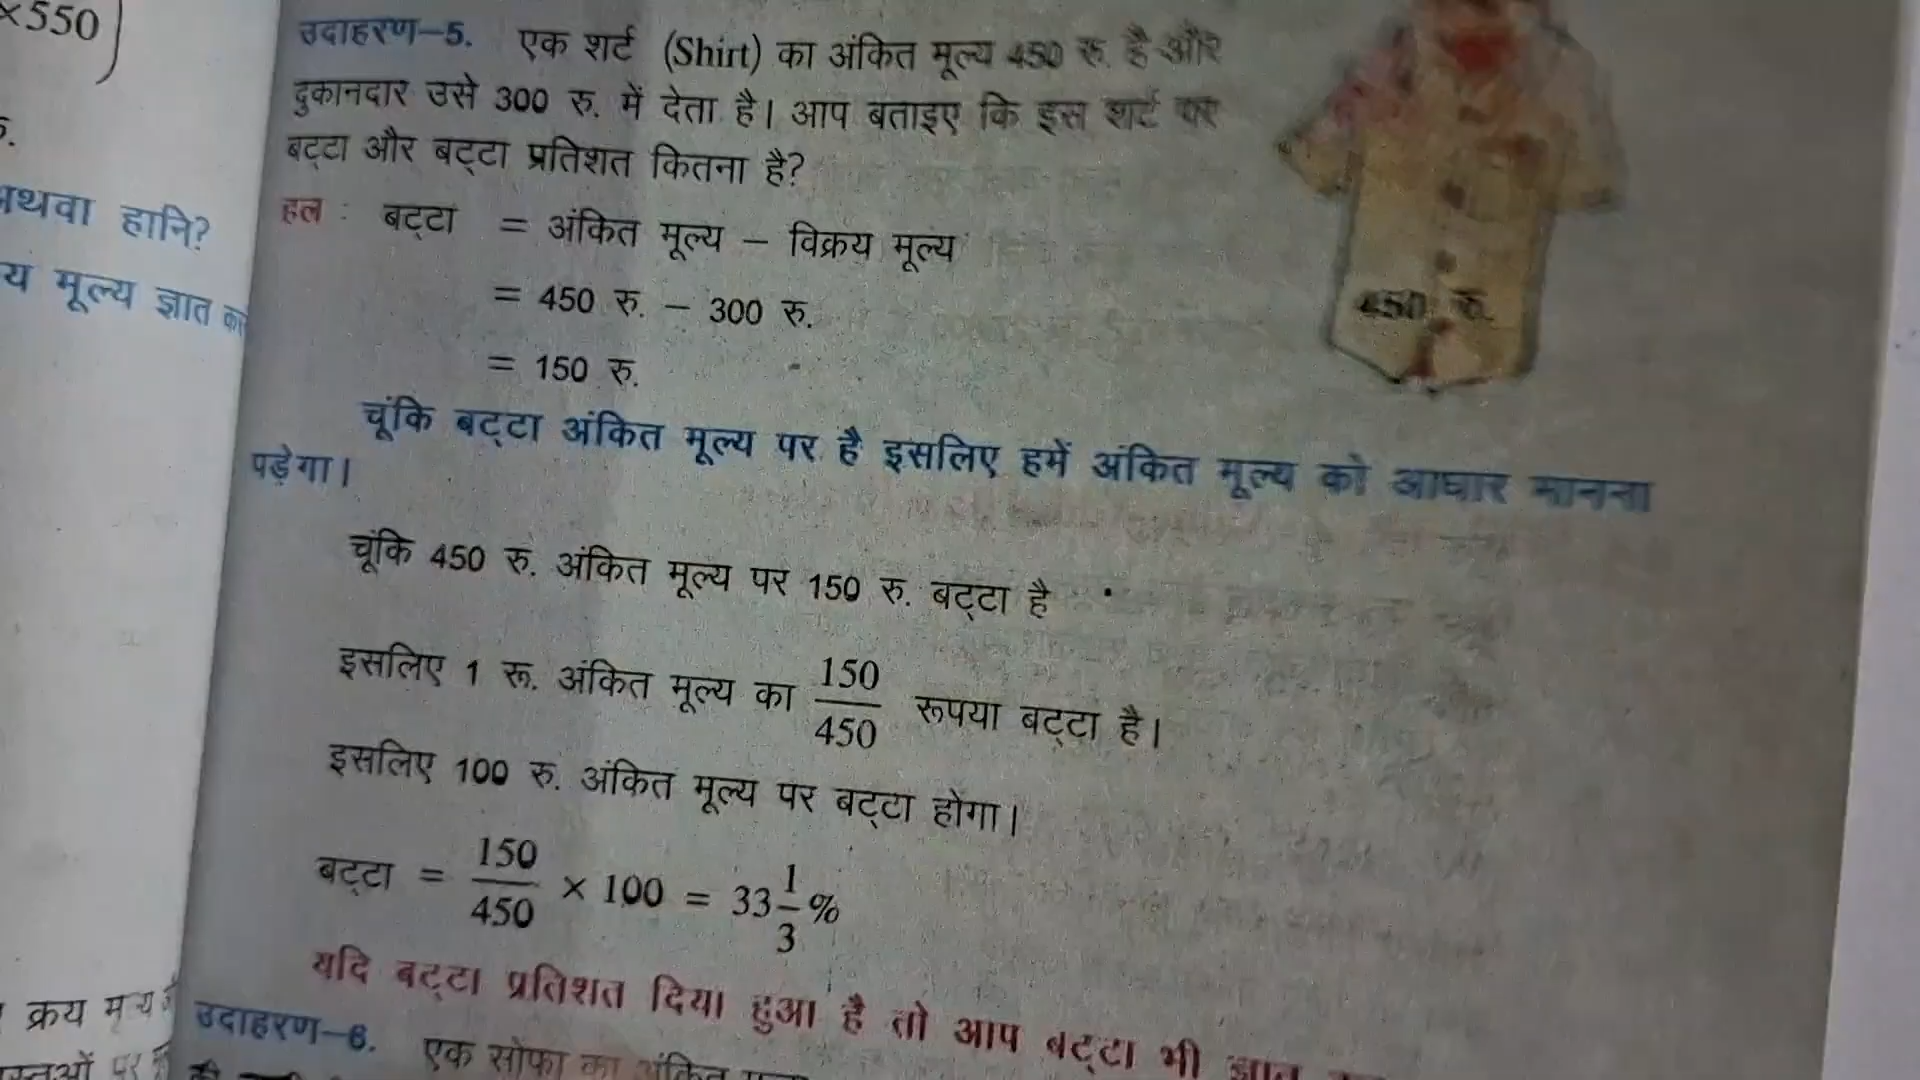 ×550)
अथवा हानि?
य मूल्य ज्ञात
क्रय
उदाहरण–5. एक शर्ट (Shirt) का अंकित मूल्य 450 रु. है और
दुकानदार उसे 300 रु. में देता है। आप बताइए कि इस शर्ट पर
बट्टा और बट्टा प्रतिशत कितना है?
450 रु.
हल : बट्टा = अंकित मूल्य – विक्रय मूल्य
= 450 रु. – 300 रु.
= 150 रु.
चूंकि बट्टा अंकित मूल्य पर है इसलिए हमें अंकित मूल्य को आधार मानना
पड़ेगा।
चूंकि 450 रु. अंकित मूल्य पर 150 रु. बट्टा है
इसलिए 1 रू. अंकित मूल्य का 150/450 रूपया बट्टा है।
इसलिए 100 रु. अंकित मूल्य पर बट्टा होगा।
बट्टा = 150/450 × 100 = 33 1/3 %
यदि बट्टा प्रतिशत दिया हुआ है तो आप बट्टा भी ज्ञात
उदाहरण–6. एक सोफा का अंकित